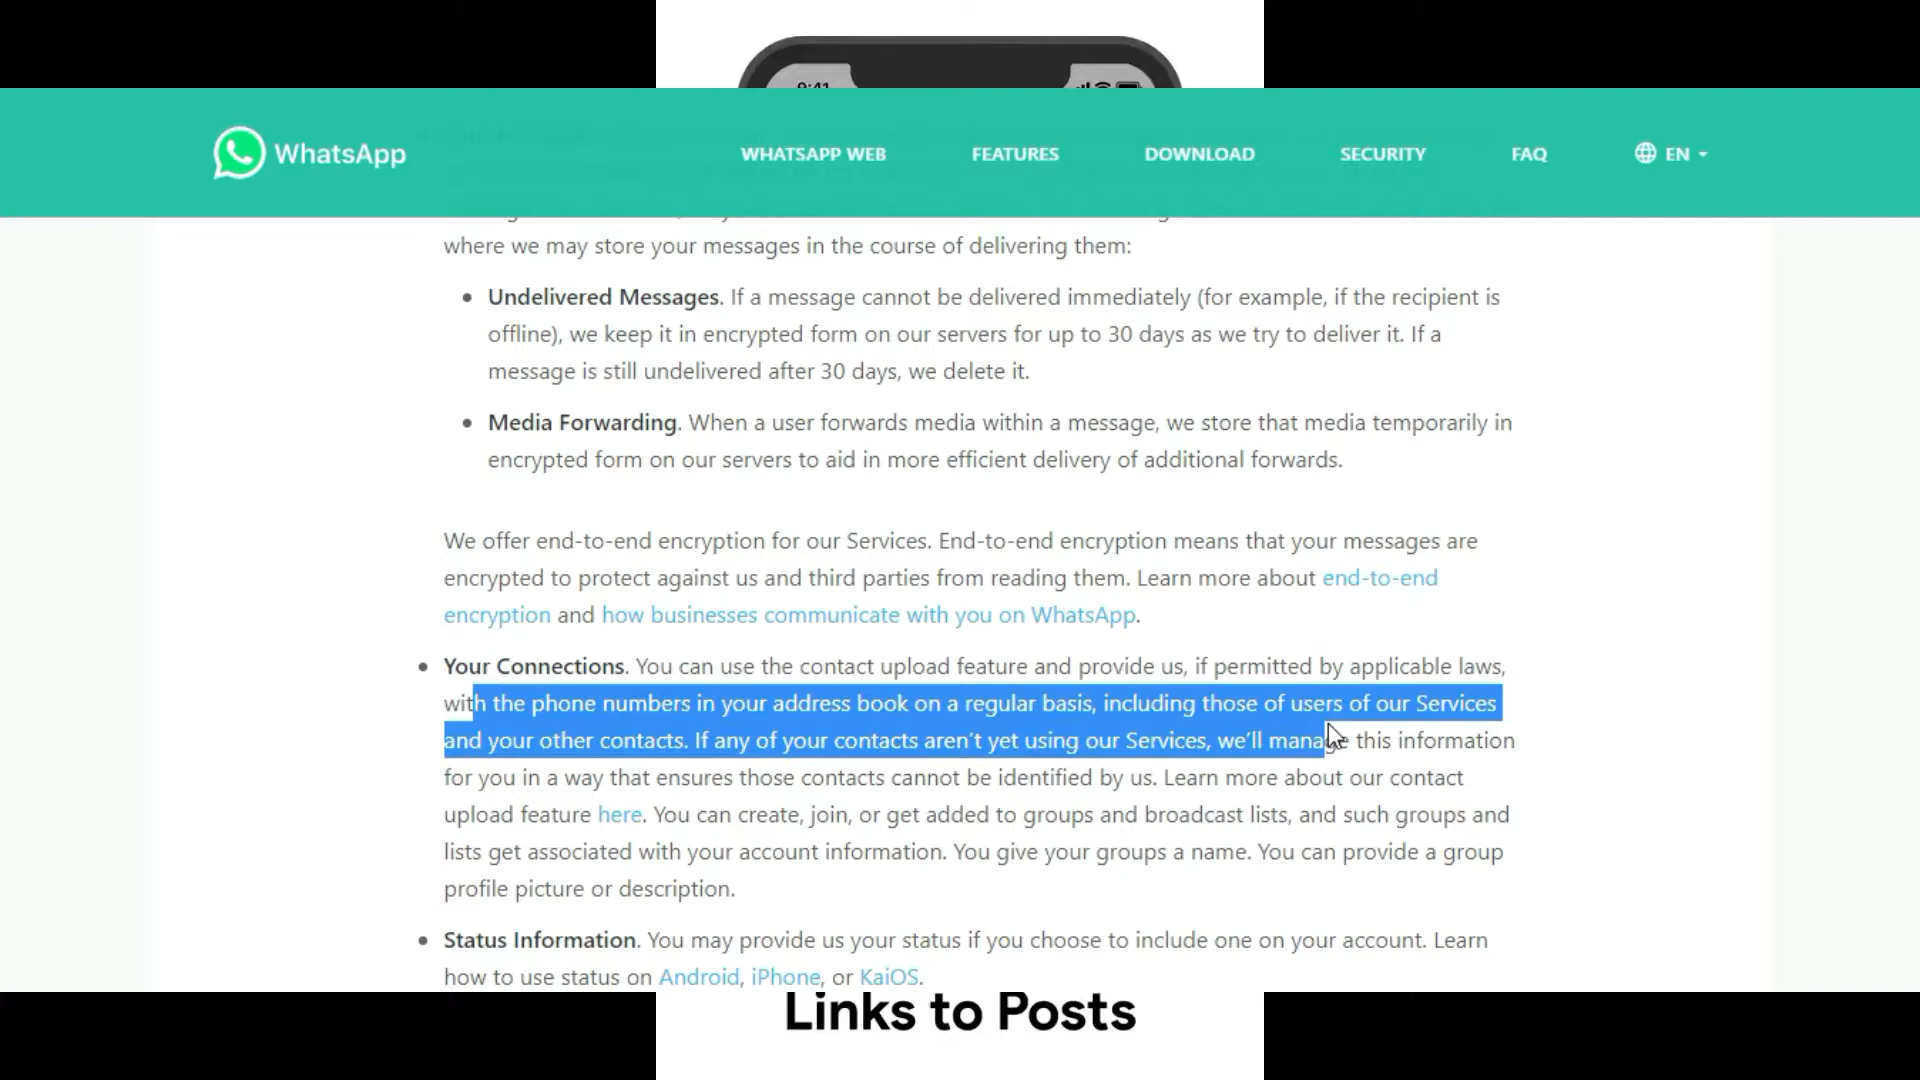 9:41
WhatsApp
WHATSAPP WEB
FEATURES
DOWNLOAD
SECURITY
FAQ
EN
where we may store your messages in the course of delivering them:
• Undelivered Messages. If a message cannot be delivered immediately (for example, if the recipient is
offline), we keep it in encrypted form on our servers for up to 30 days as we try to deliver it. If a
message is still undelivered after 30 days, we delete it.
• Media Forwarding. When a user forwards media within a message, we store that media temporarily in
encrypted form on our servers to aid in more efficient delivery of additional forwards.
We offer end-to-end encryption for our Services. End-to-end encryption means that your messages are
encrypted to protect against us and third parties from reading them. Learn more about end-to-end
encryption and how businesses communicate with you on WhatsApp.
• Your Connections. You can use the contact upload feature and provide us, if permitted by applicable laws,
with the phone numbers in your address book on a regular basis, including those of users of our Services
and your other contacts. If any of your contacts aren’t yet using our Services, we’ll manage this information
for you in a way that ensures those contacts cannot be identified by us. Learn more about our contact
upload feature here. You can create, join, or get added to groups and broadcast lists, and such groups and
lists get associated with your account information. You give your groups a name. You can provide a group
profile picture or description.
• Status Information. You may provide us your status if you choose to include one on your account. Learn
how to use status on Android, iPhone, or KaiOS.
Links to Posts